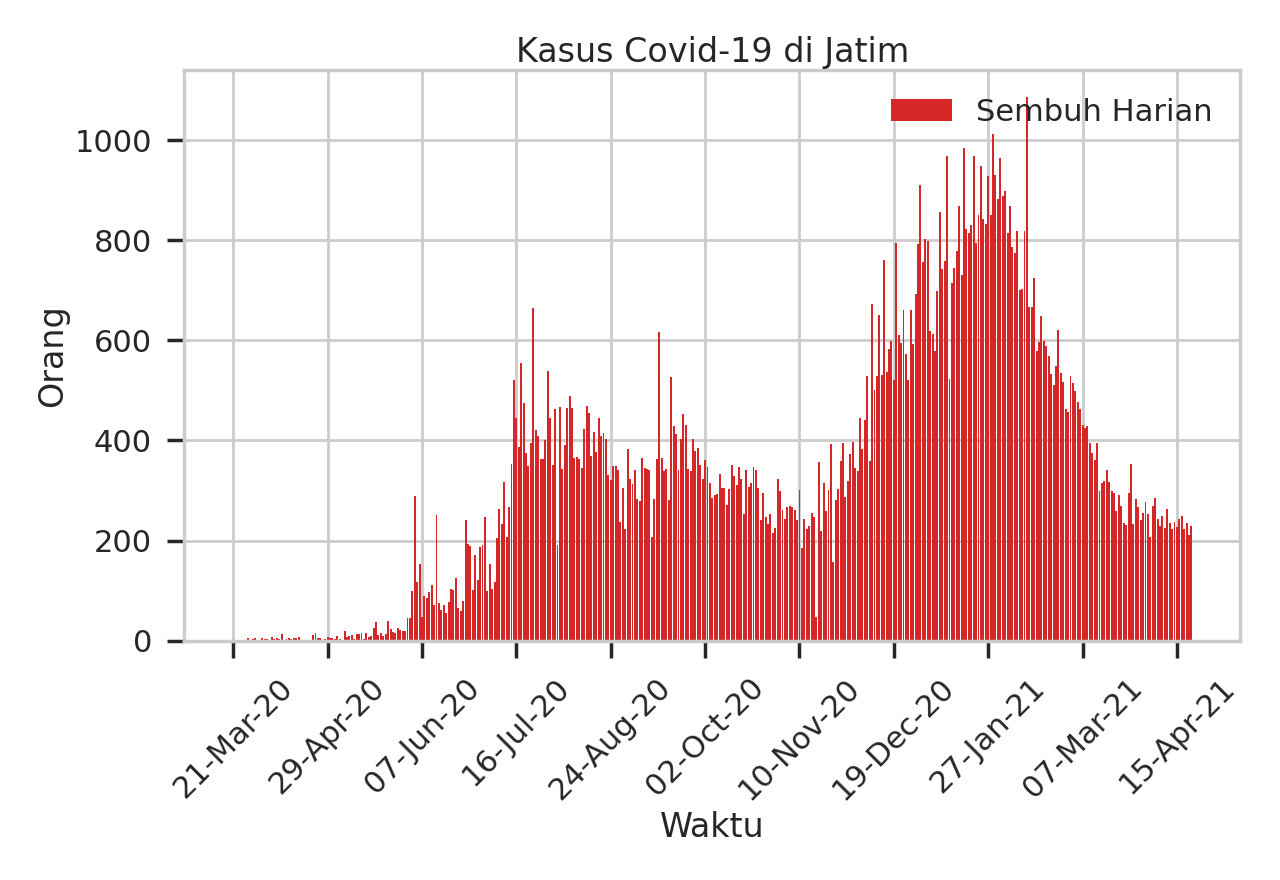 Kasus Covid-19 di Jatim
Sembuh Harian
1000
800
600
400
200
0
Orang
21-Mar-20
29-Apr-20
07-Jun-20
16-Jul-20
24-Aug-20
02-Oct-20
10-Nov-20
19-Dec-20
27-Jan-21
07-Mar-21
15-Apr-21
Waktu